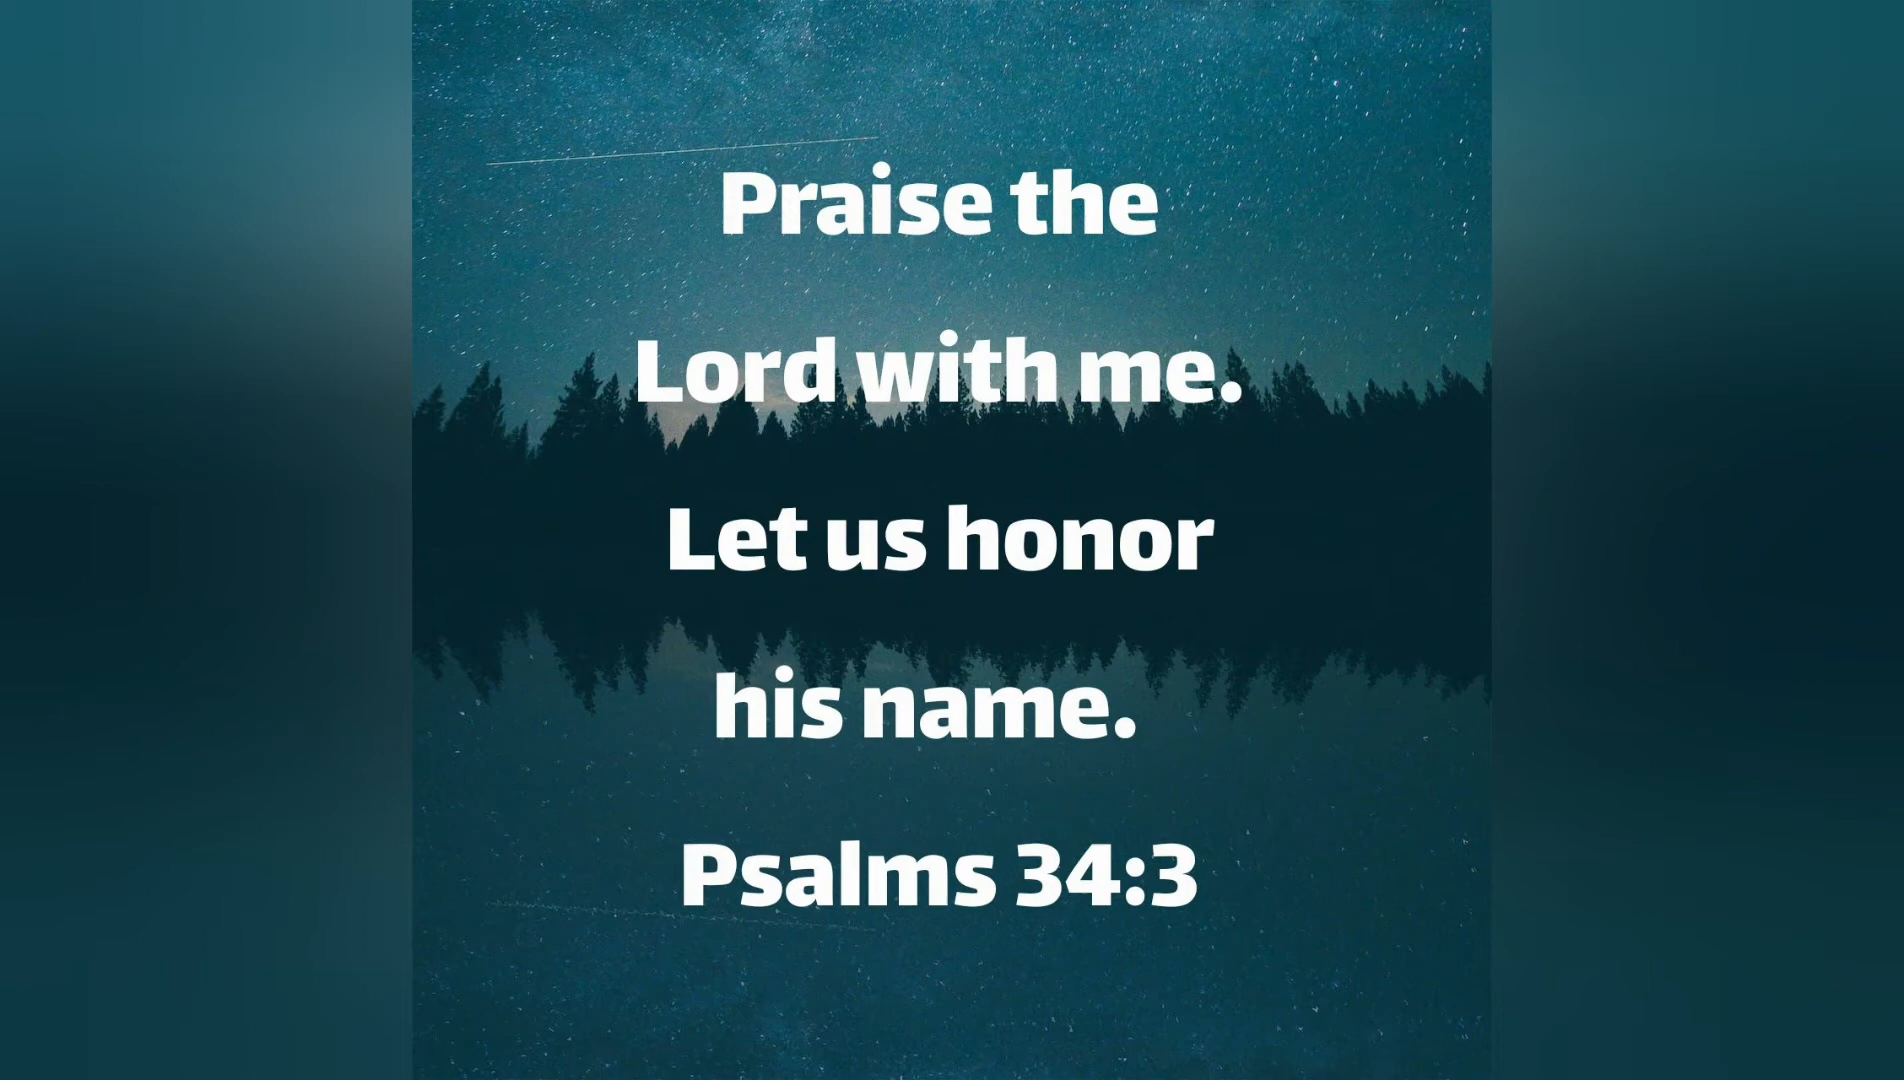 Praise the
Lord with me.
Let us honor
his name.
Psalms 34:3